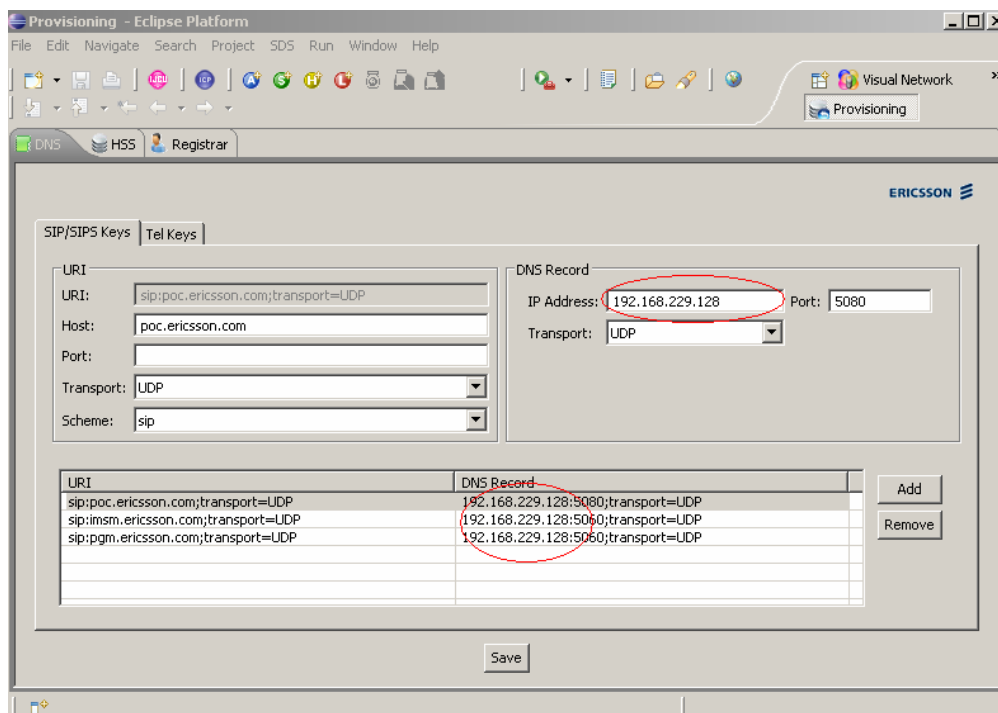 Provisioning - Eclipse Platform
File Edit Navigate Search Project SDS Run Window Help
Visual Network
»
Provisioning
DNS HSS Registrar
ERICSSON
SIP/SIPS Keys Tel Keys
URI
URI: sip:poc.ericsson.com;transport=UDP
Host: poc.ericsson.com
Port:
Transport: UDP
Scheme: sip
DNS Record
IP Address: 192.168.229.128 Port: 5080
Transport: UDP
URI DNS Record
sip:poc.ericsson.com;transport=UDP 192.168.229.128:5080;transport=UDP
sip:imsm.ericsson.com;transport=UDP 192.168.229.128:5060;transport=UDP
sip:pgm.ericsson.com;transport=UDP 192.168.229.128:5060;transport=UDP
Add
Remove
Save